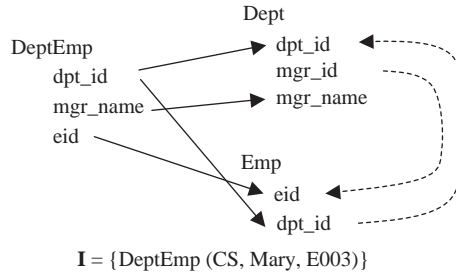 Dept
dpt_id
mgr_id
mgr_name
DeptEmp
dpt_id
mgr_name
eid
Emp
eid
dpt_id
I = {DeptEmp (CS, Mary, E003)}